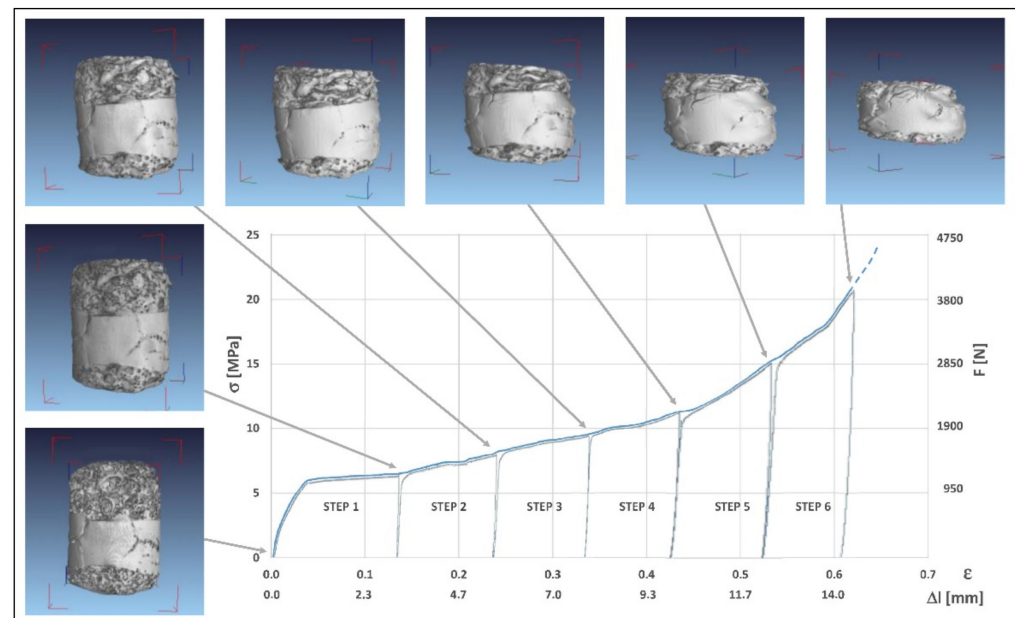 25
4750
20
3800
σ [MPa]
15
2850
F [N]
10
1900
5
950
STEP 1
STEP 2
STEP 3
STEP 4
STEP 5
STEP 6
0
0.0
0.1
0.2
0.3
0.4
0.5
0.6
0.7
ε
0.0
2.3
4.7
7.0
9.3
11.7
14.0
Δl [mm]